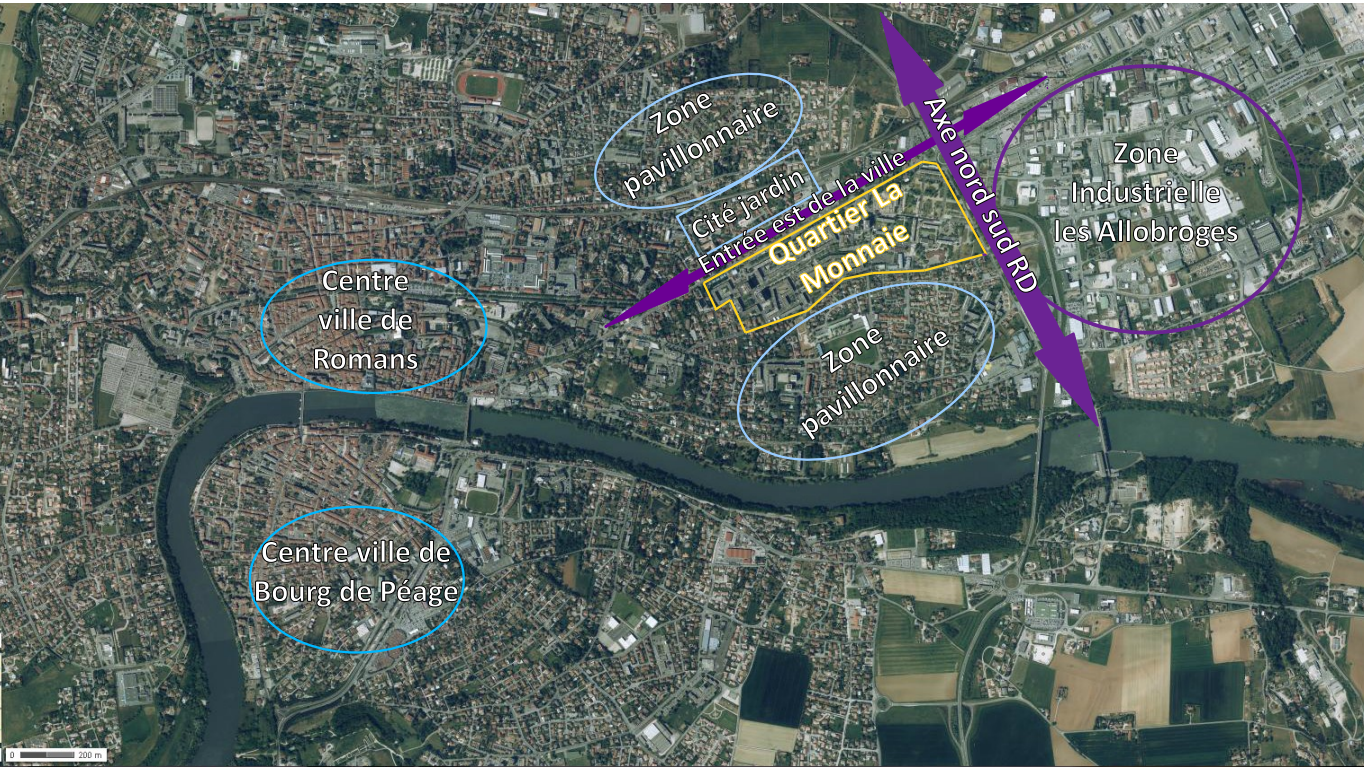 Zone
pavillonnaire
Cité jardin
Entrée est de la ville
Quartier La
Monnaie
Axe nord sud RD
Zone
Industrielle
les Allobroges
Zone
pavillonnaire
Centre
ville de
Romans
Centre ville de
Bourg de Péage
0 200 m